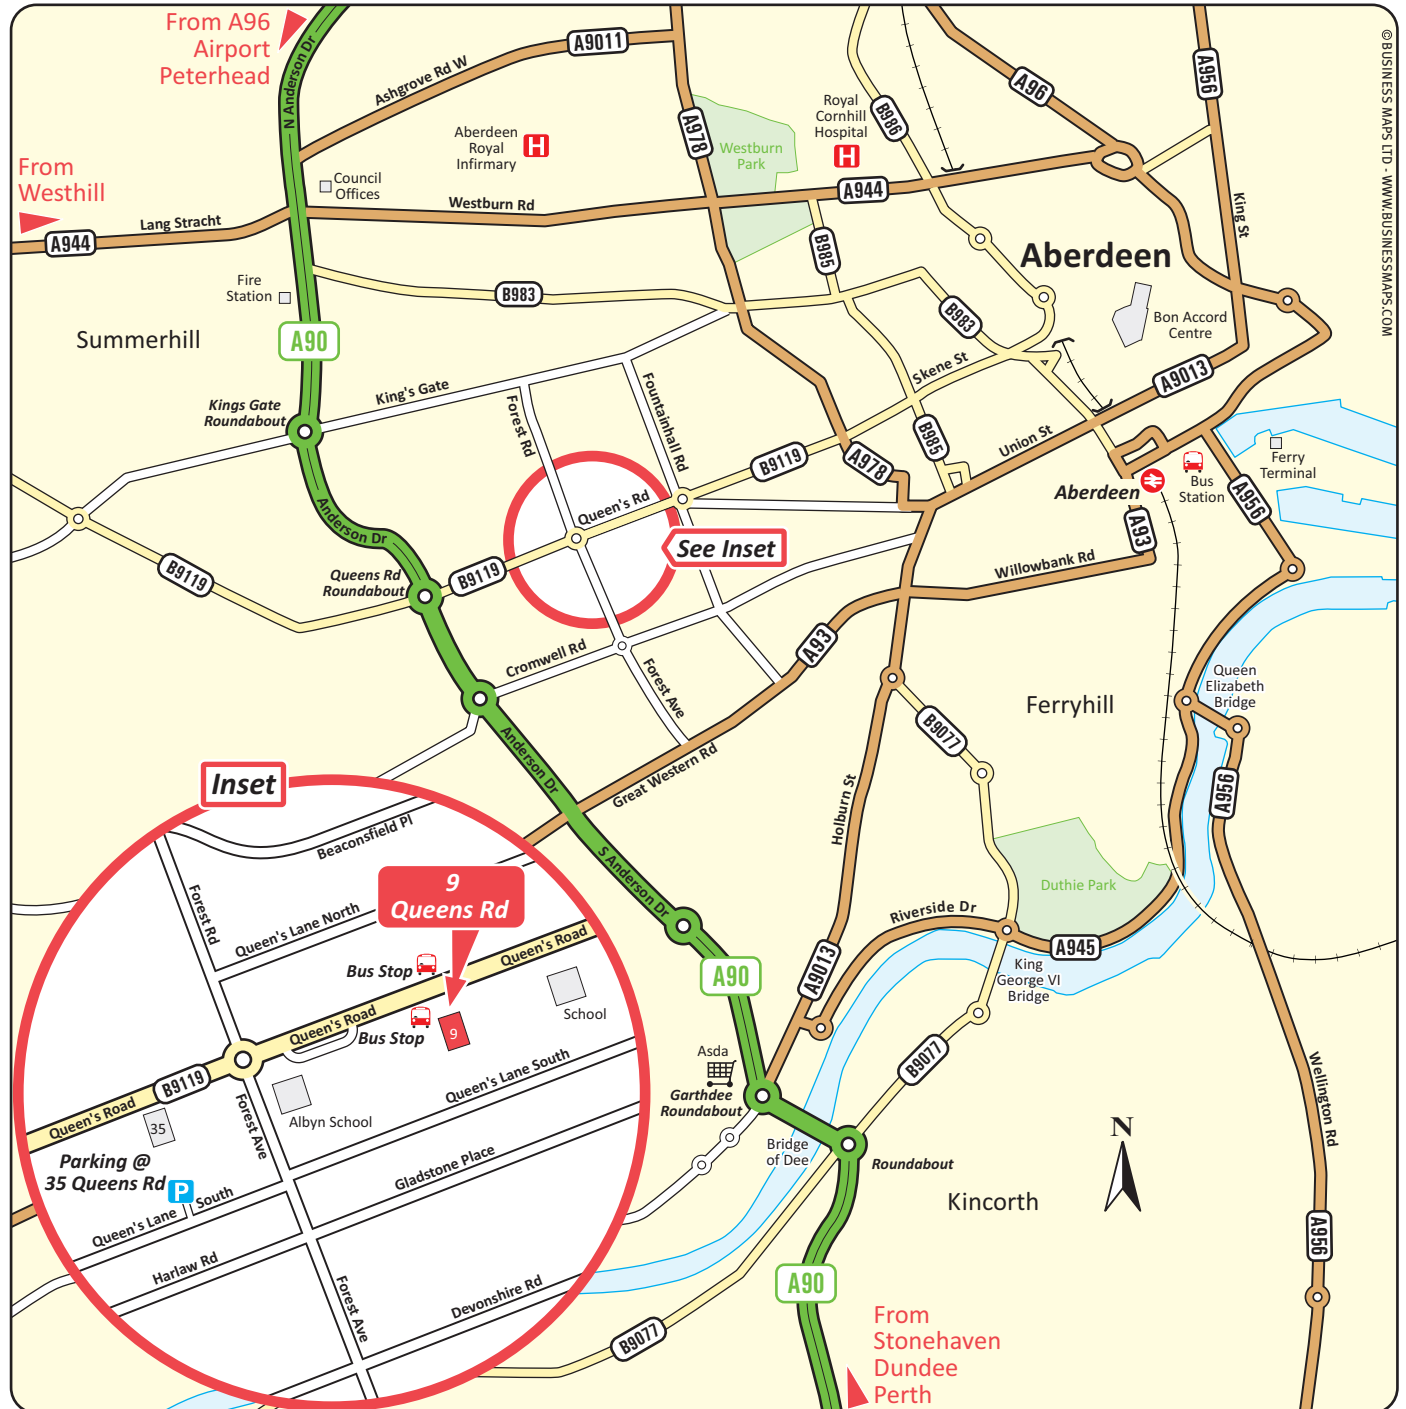 From A96
Airport
Peterhead
N Anderson Dr
Ashgrove Rd W
A9011
A978
Aberdeen
Royal
Infirmary
H
Westburn
Park
Royal
Cornhill
Hospital
H
B986
A96
A956
© BUSINESS MAPS LTD - WWW.BUSINESSMAPS.COM
From
Westhill
Council
Offices
Lang Stracht
A944
Westburn Rd
A944
King St
B985
Aberdeen
Fire
Station
B983
B983
Summerhill
A90
Bon Accord
Centre
King's Gate
Kings Gate
Roundabout
Forest Rd
Fountainhall Rd
Skene St
A9013
B985
Union St
B9119
A978
Ferry
Terminal
Bus
Station
Aberdeen
A956
A93
Queen's Rd
See Inset
Anderson Dr
B9119
Queens Rd
Roundabout
B9119
Willowbank Rd
A93
Cromwell Rd
Forest Ave
Queen
Elizabeth
Bridge
Ferryhill
B9077
Anderson Dr
Great Western Rd
Holburn St
A956
Inset
Beaconsfield Pl
S Anderson Dr
Duthie Park
9
Queens Rd
Forest Rd
Queen's Lane North
Queen's Road
Riverside Dr
A945
King
George VI
Bridge
A90
A9013
Bus Stop
School
Queen's Road
Bus Stop
9
Asda
Garthdee
Roundabout
B9077
Queen's Lane South
B9119
Albyn School
Forest Ave
Queen's Road
35
Wellington Rd
N
Bridge
of Dee
Roundabout
Parking @
35 Queens Rd
P
Gladstone Place
Kincorth
Queen's Lane South
A956
Harlaw Rd
A90
Devonshire Rd
Forest Ave
B9077
From
Stonehaven
Dundee
Perth